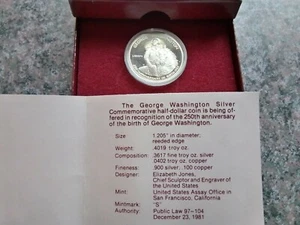 The George Washington Silver
Commemorative half-dollar coin is being of-
fered in recognition of the 250th anniversary
of the birth of George Washington.
Size: 1.205" in diameter,
reeded edge
Weight: .4019 troy oz.
Composition: .3617 fine troy oz. silver
.0402 troy oz. copper
Fineness: .900 silver; .100 copper
Designer: Elizabeth Jones,
Chief Sculptor and Engraver of
the United States
Mint: United States Assay Office in
San Francisco, California
Mintmark: "S"
Authority: Public Law 97-104
December 23, 1981